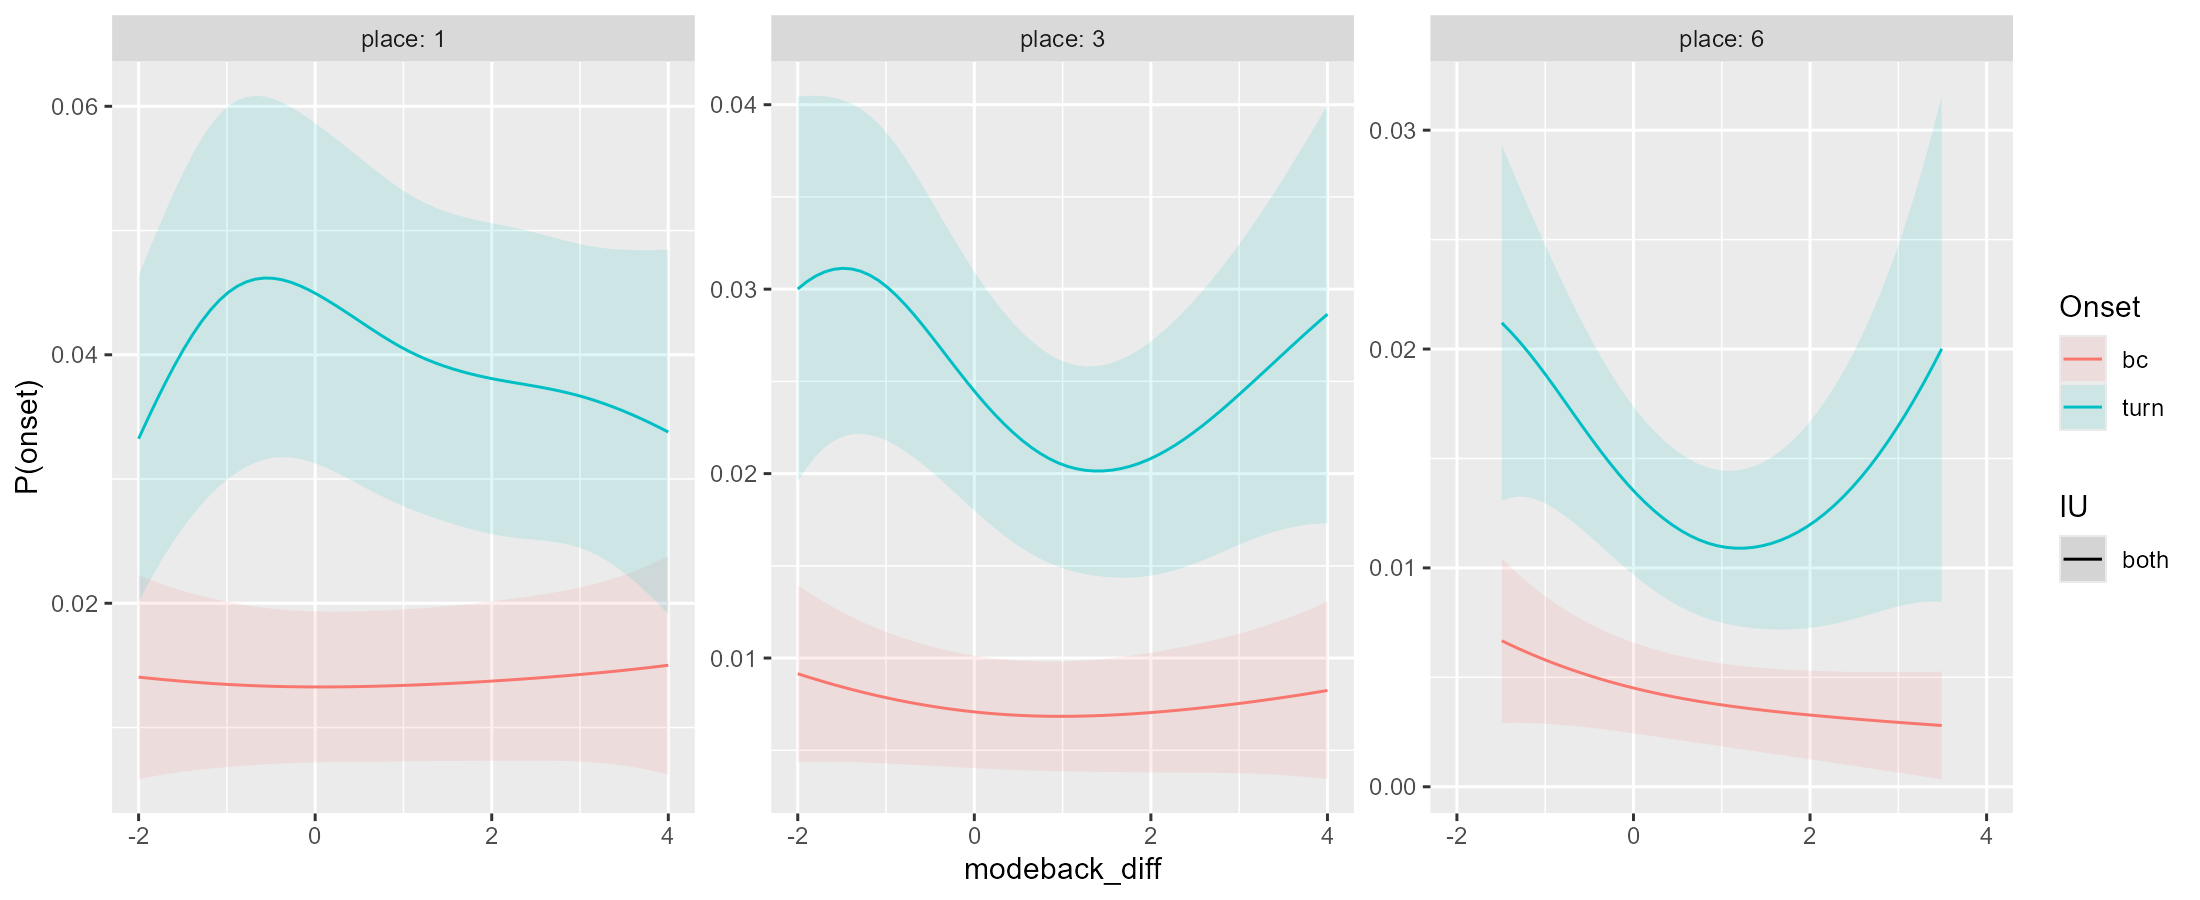 place: 1
place: 3
place: 6
P(onset)
0.06
0.04
0.02
0.04
0.03
0.02
0.01
0.03
0.02
0.01
0.00
-2 0 2 4
-2 0 2 4
-2 0 2 4
modeback_diff
Onset
bc
turn
IU
both